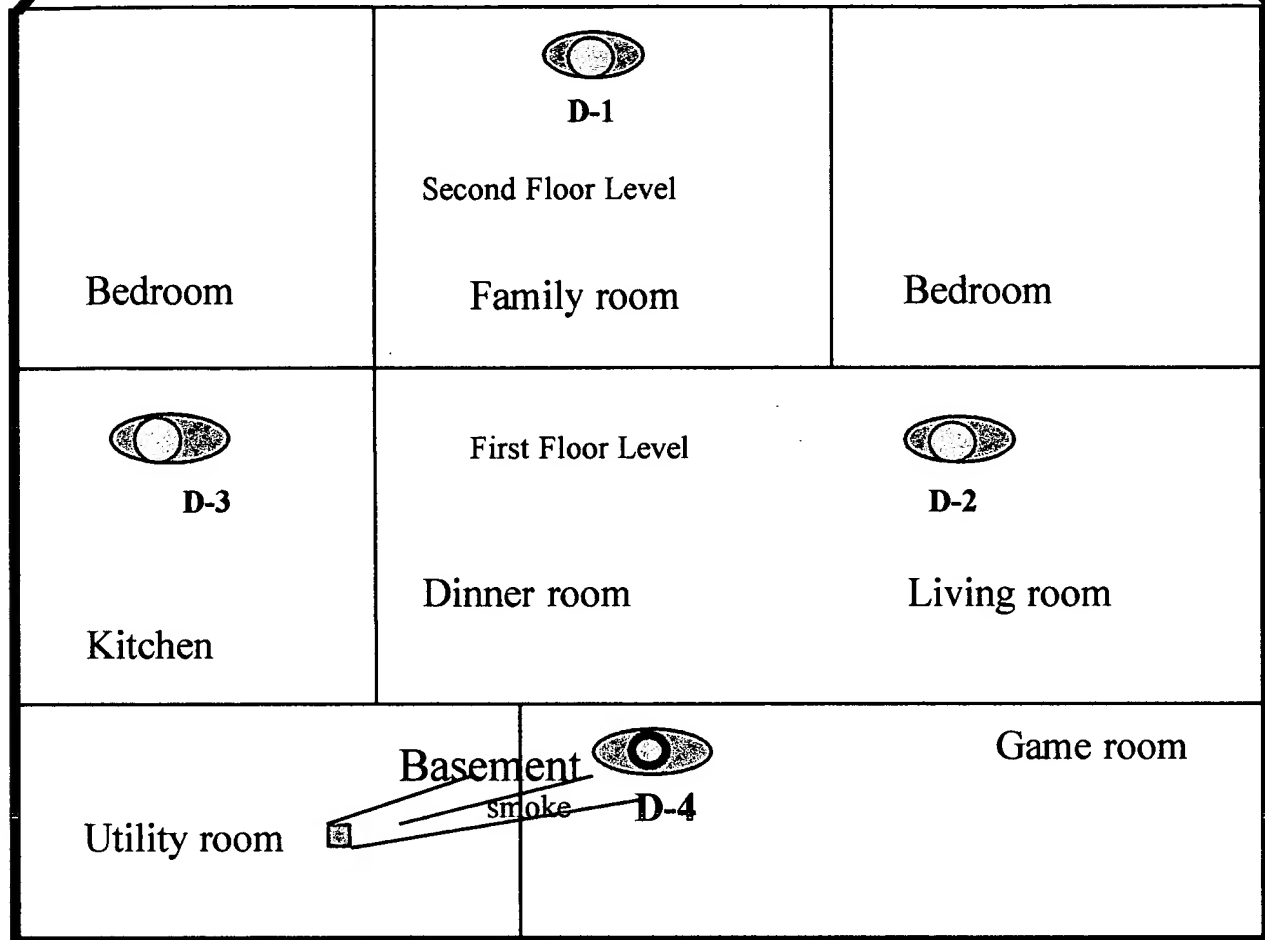 D-1
Second Floor Level
Bedroom
Family room
Bedroom
First Floor Level
D-3
D-2
Dinner room
Living room
Kitchen
Game room
Basement
smoke
D-4
Utility room